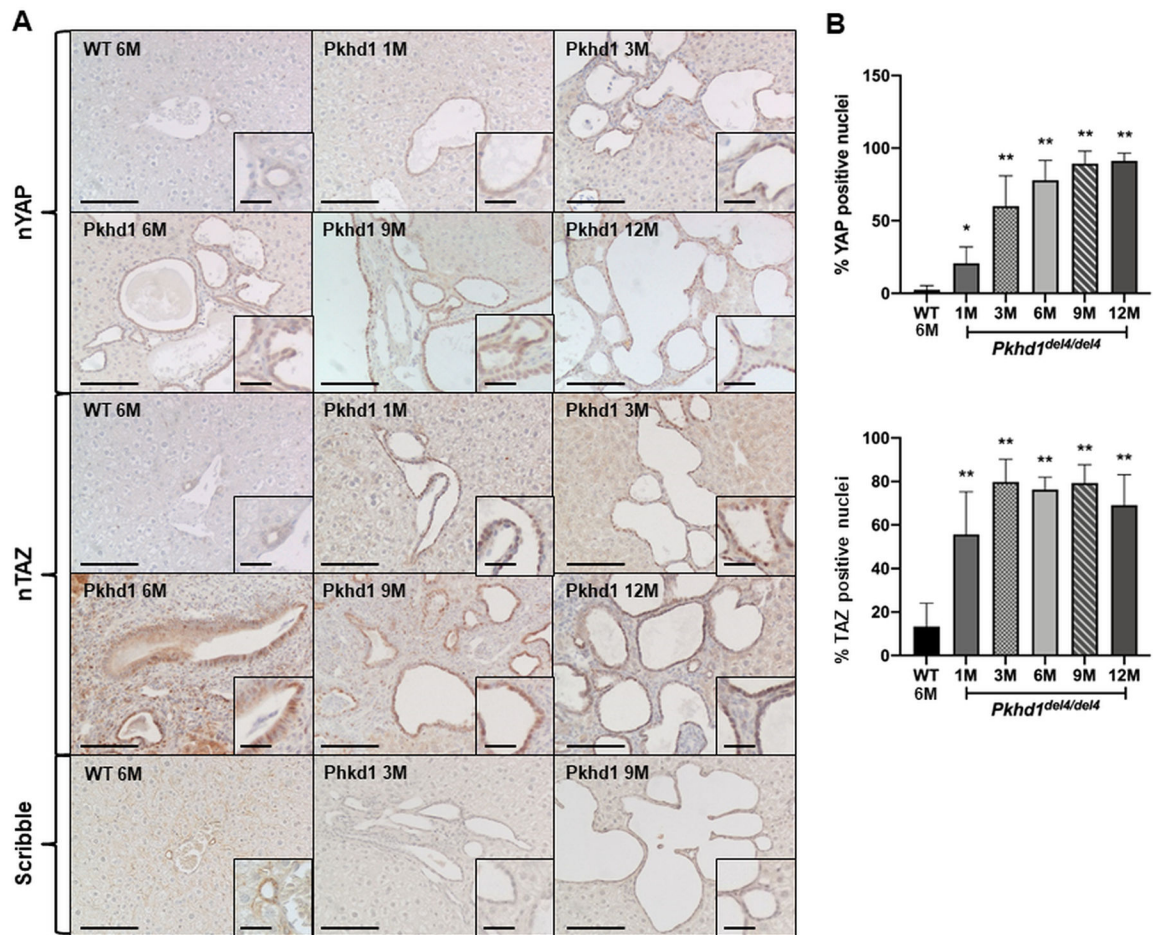 A
nYAP
WT 6M
Pkhd1 1M
Pkhd1 3M
Pkhd1 6M
Pkhd1 9M
Pkhd1 12M
nTAZ
WT 6M
Pkhd1 1M
Pkhd1 3M
Pkhd1 6M
Pkhd1 9M
Pkhd1 12M
Scribble
WT 6M
Phkd1 3M
Pkhd1 9M
B
% YAP positive nuclei
150
100
50
0
*
**
**
**
**
WT 6M
1M
3M
6M
9M
12M
Pkhd1del4/del4
% TAZ positive nuclei
100
80
60
40
20
0
**
**
**
**
**
WT 6M
1M
3M
6M
9M
12M
Pkhd1del4/del4